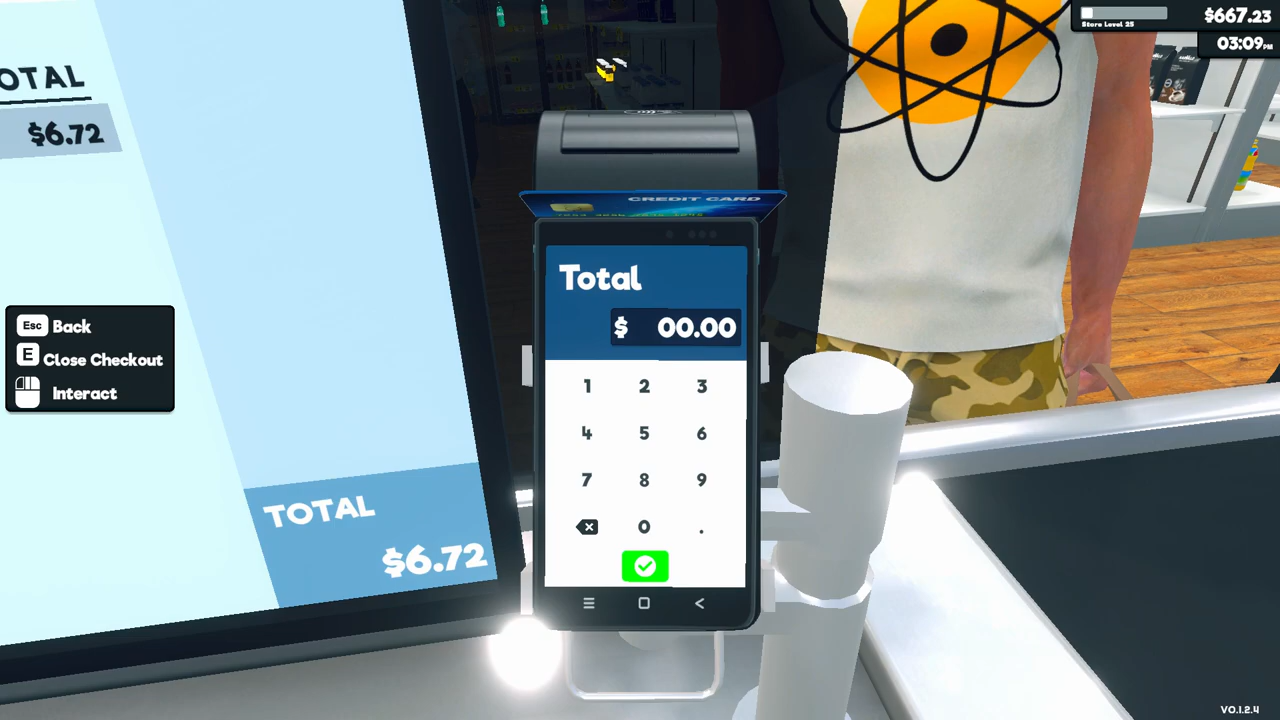 OTAL
$6.72
Esc Back
E Close Checkout
Interact
TOTAL
$6.72
CREDIT CARD
Total
$ 00.00
1 2 3
4 5 6
7 8 9
0 .
Store Level 25
$667.23
03:09PM
V0.1.2.4